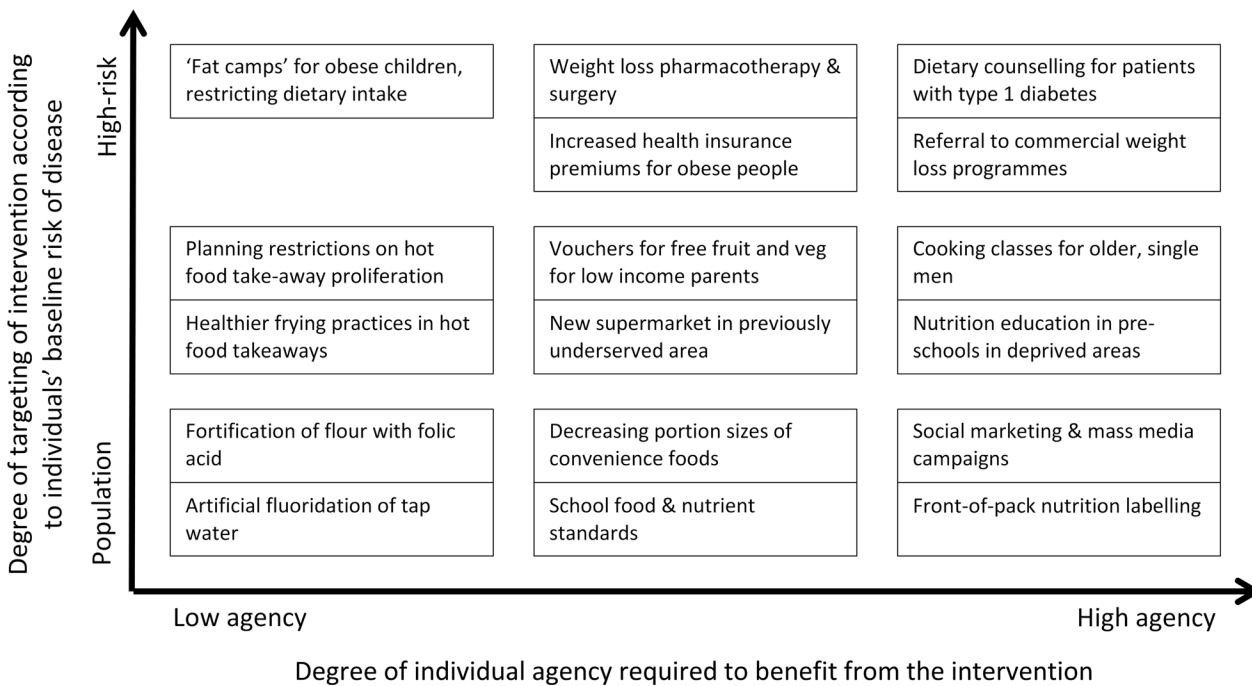 Degree of targeting of intervention according
to individuals’ baseline risk of disease
High-risk
Population
‘Fat camps’ for obese children,
restricting dietary intake
Weight loss pharmacotherapy &
surgery
Increased health insurance
premiums for obese people
Dietary counselling for patients
with type 1 diabetes
Referral to commercial weight
loss programmes
Planning restrictions on hot
food take-away proliferation
Healthier frying practices in hot
food takeaways
Vouchers for free fruit and veg
for low income parents
New supermarket in previously
underserved area
Cooking classes for older, single
men
Nutrition education in pre-
schools in deprived areas
Fortification of flour with folic
acid
Artificial fluoridation of tap
water
Decreasing portion sizes of
convenience foods
School food & nutrient
standards
Social marketing & mass media
campaigns
Front-of-pack nutrition labelling
Low agency
High agency
Degree of individual agency required to benefit from the intervention